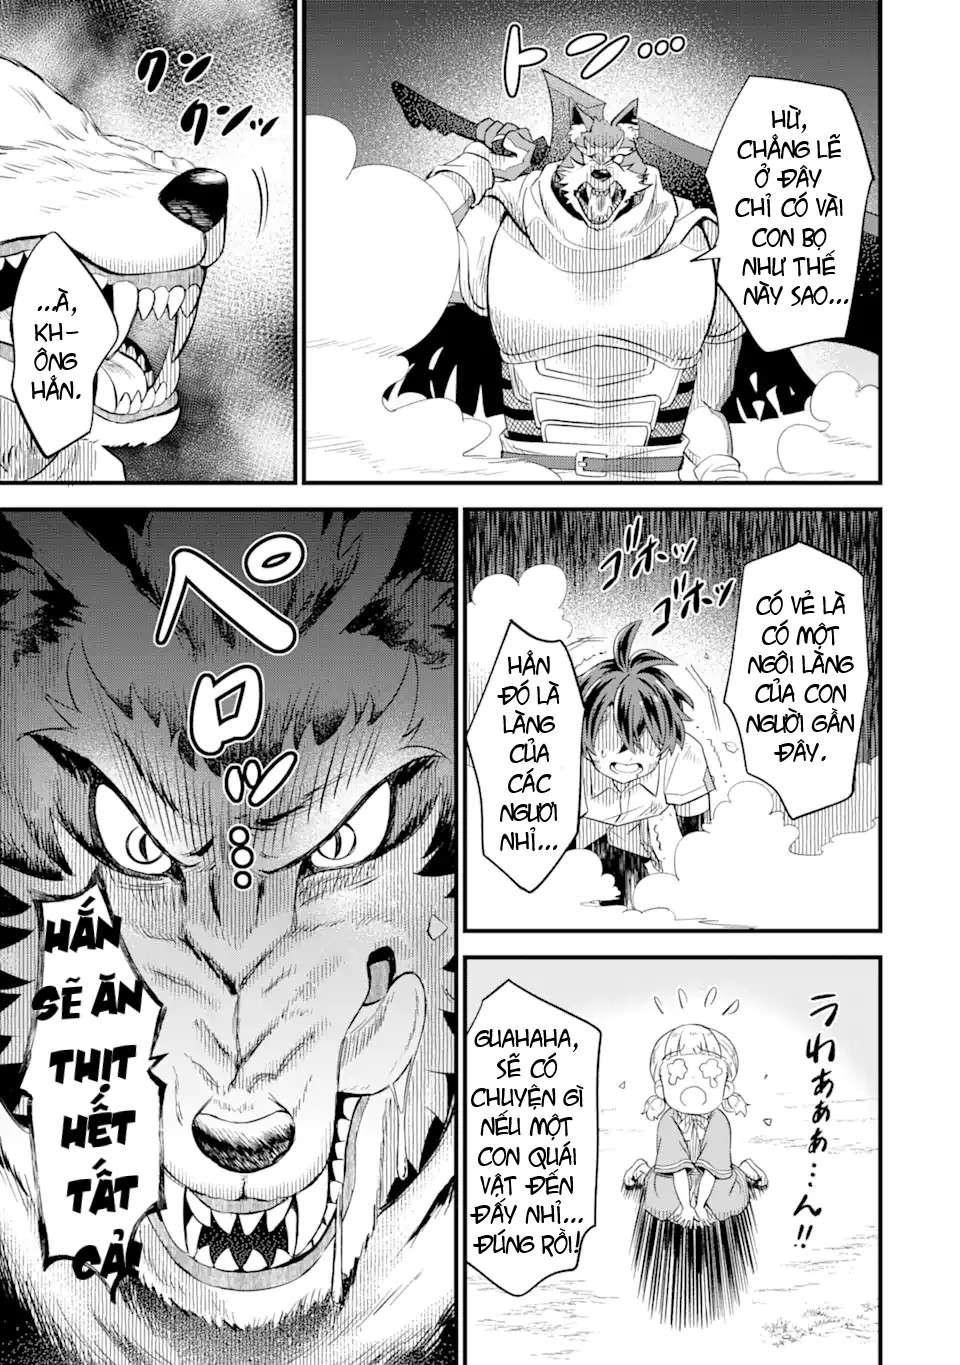 トン...
HỪ,
CHẲNG LẼ
Ở ĐÂY
CHỈ CÓ VÀI
CON BỌ
NHƯ THẾ
NÀY SAO...
クン
クンッ
...À,
KH-
ÔNG
HẲN.
ゴホッ
ゴホッ
CÓ VẺ LÀ
CÓ MỘT
NGÔI LÀNG
CỦA CON
NGƯỜI GẦN
ĐÂY.
HẲN
ĐÓ LÀ
LÀNG
CỦA
CÁC
NGƯƠI
NHỈ...
うわぁぁぁ...ん!!
GUAHAHA,
SẼ CÓ
CHUYỆN GÌ
NẾU MỘT
CON QUÁI
VẬT ĐẾN
ĐẤY NHỈ...
ĐÚNG RỒI!
ペロッ...
HẮN
SẼ ĂN
THỊT
HẾT
TẤT
CẢ!